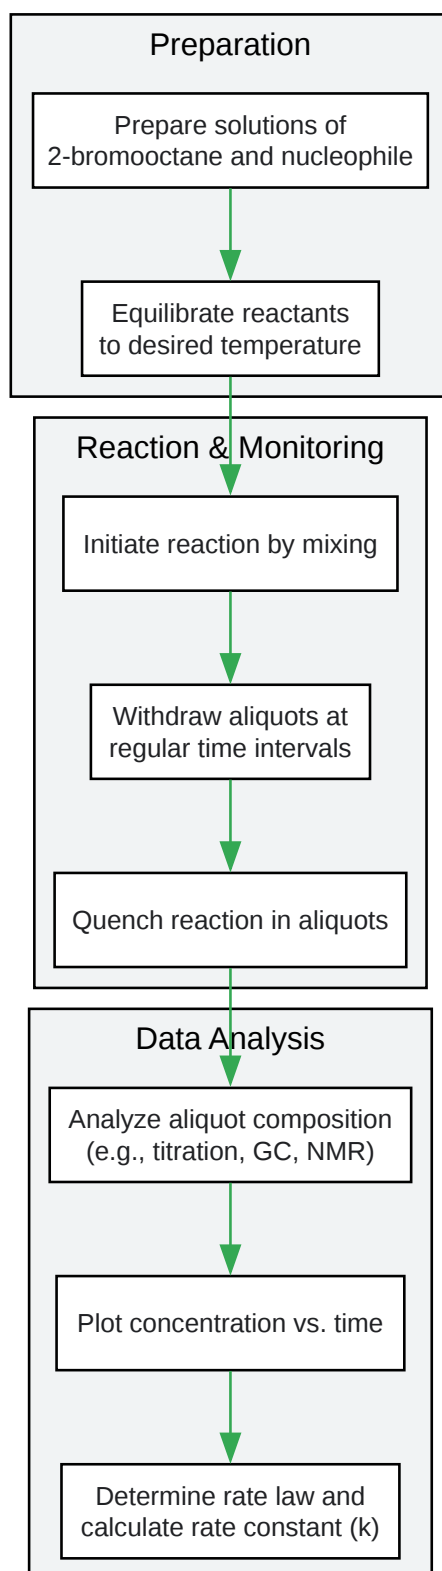 Preparation
Prepare solutions of
2-bromooctane and nucleophile
Equilibrate reactants
to desired temperature
Reaction & Monitoring
Initiate reaction by mixing
Withdraw aliquots at
regular time intervals
Quench reaction in aliquots
Data Analysis
Analyze aliquot composition
(e.g., titration, GC, NMR)
Plot concentration vs. time
Determine rate law and
calculate rate constant (k)